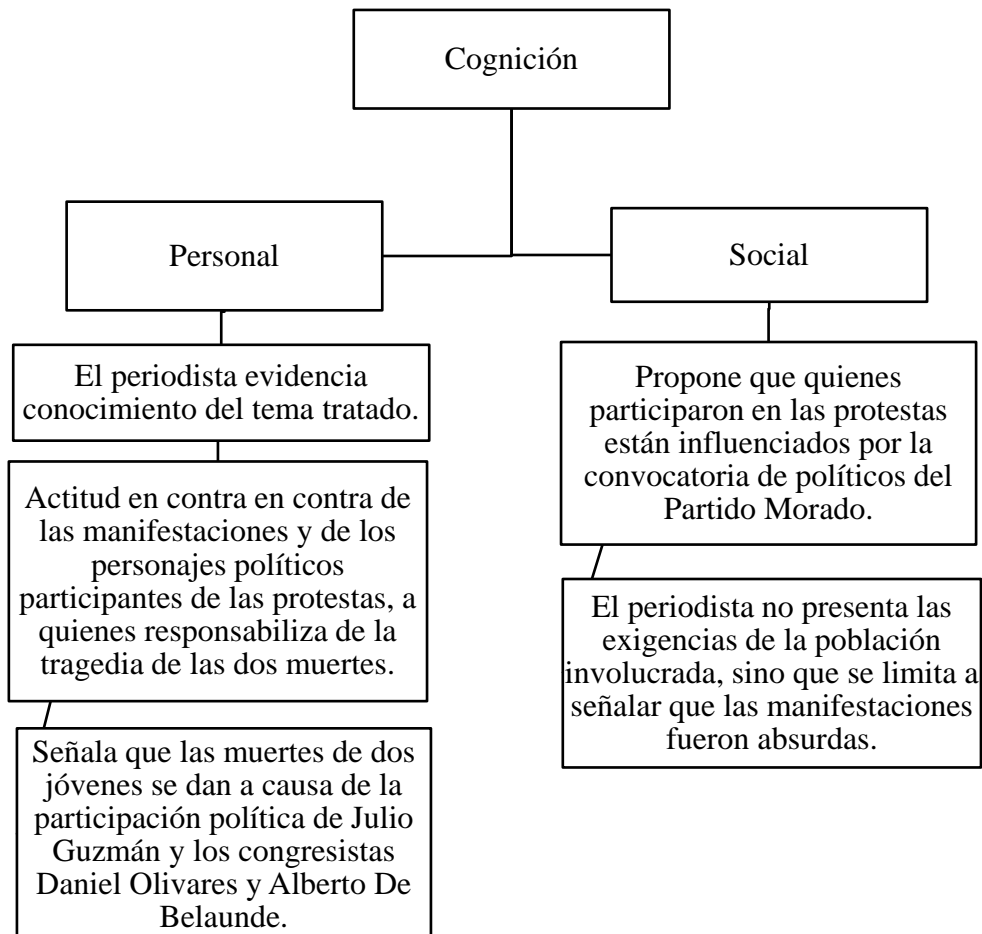 Cognición
Personal
Social
El periodista evidencia
conocimiento del tema tratado.
Actitud en contra en contra de
las manifestaciones y de los
personajes políticos
participantes de las protestas, a
quienes responsabiliza de la
tragedia de las dos muertes.
Señala que las muertes de dos
jóvenes se dan a causa de la
participación política de Julio
Guzmán y los congresistas
Daniel Olivares y Alberto De
Belaunde.
Propone que quienes
participaron en las protestas
están influenciados por la
convocatoria de políticos del
Partido Morado.
El periodista no presenta las
exigencias de la población
involucrada, sino que se limita a
señalar que las manifestaciones
fueron absurdas.